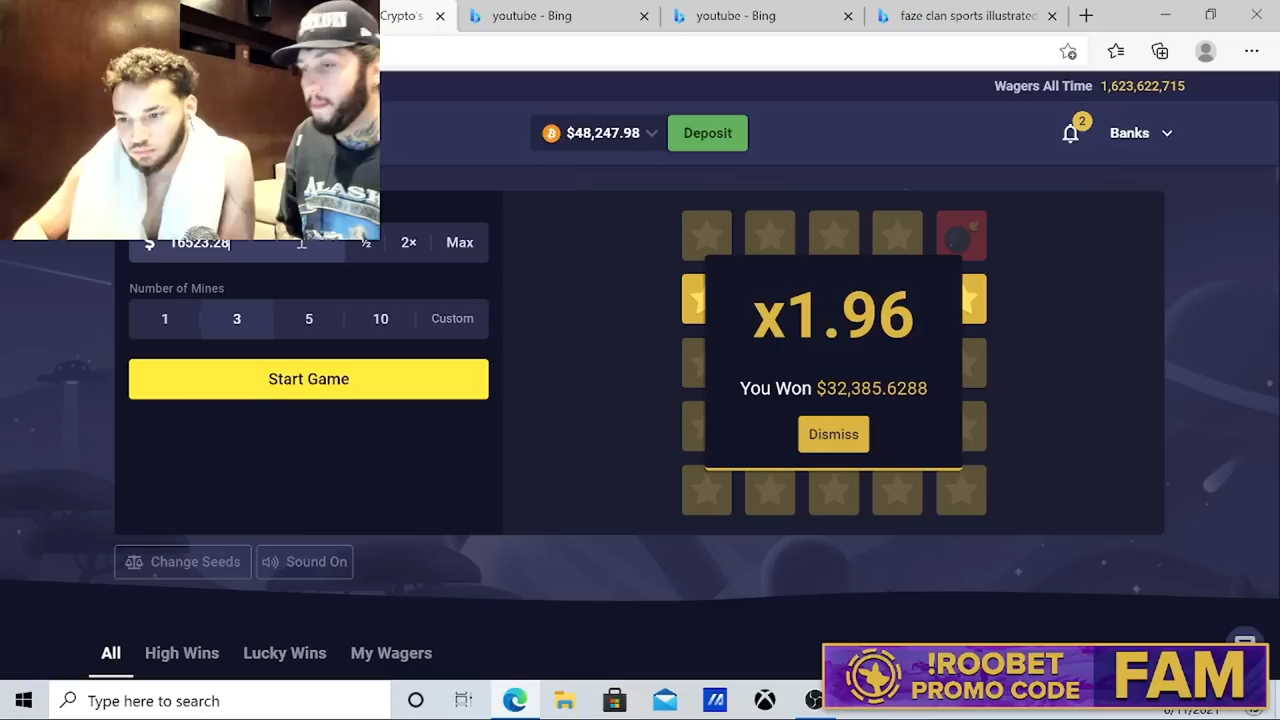 Crypto's
youtube - Bing
youtube - Bing
faze clan sports illustrated
Wagers All Time 1,623,622,715
$48,247.98
Deposit
2
Banks
$ 16523.28
½ 2× Max
Number of Mines
1 3 5 10 Custom
Start Game
x1.96
You Won $32,385.6288
Dismiss
Change Seeds
Sound On
All High Wins Lucky Wins My Wagers
!ROOBET
PROMO CODE
FAM
Type here to search